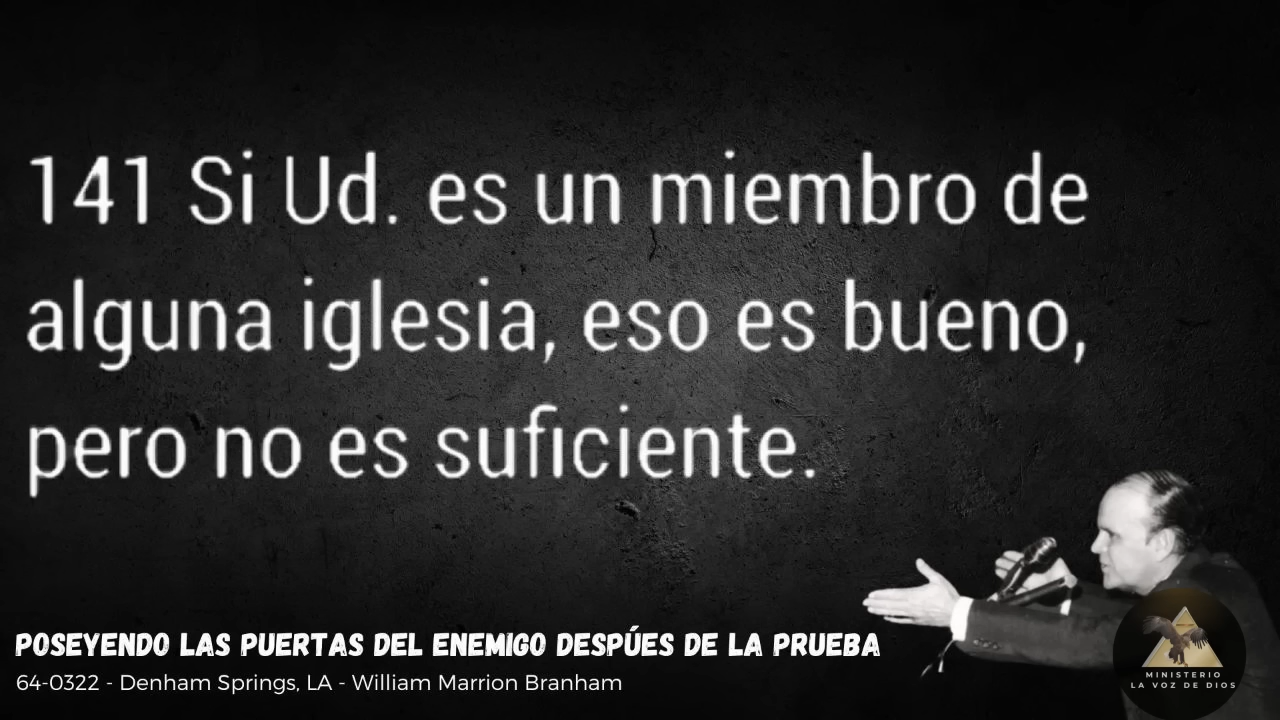 141 Si Ud. es un miembro de
alguna iglesia, eso es bueno,
pero no es suficiente.
POSEYENDO LAS PUERTAS DEL ENEMIGO DESPÚES DE LA PRUEBA
64-0322 - Denham Springs, LA - William Marrion Branham
MINISTERIO
LA VOZ DE DIOS